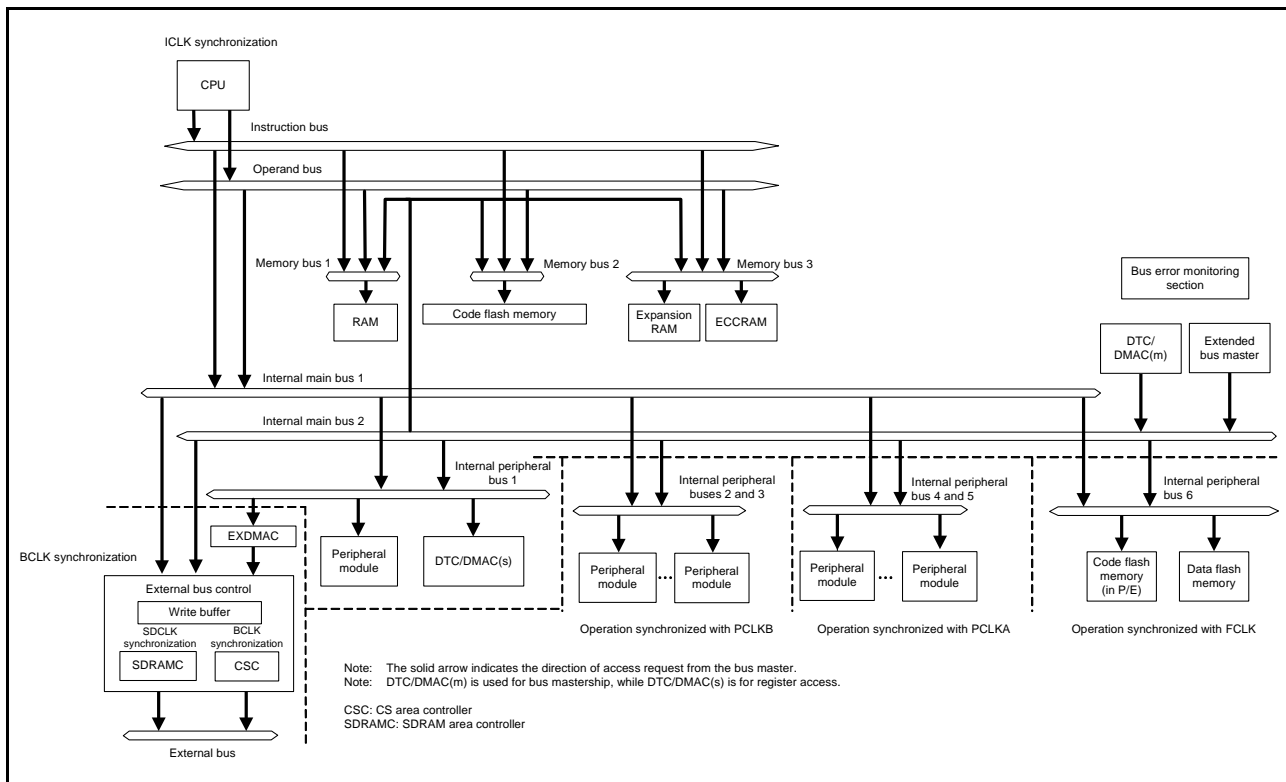 ICLK synchronization
CPU
Instruction bus
Operand bus
Memory bus 1
Memory bus 2
Memory bus 3
Bus error monitoring
section
RAM
Code flash memory
Expansion
RAM
ECCRAM
DTC/
DMAC(m)
Extended
bus master
Internal main bus 1
Internal main bus 2
Internal peripheral
bus 1
Internal peripheral
buses 2 and 3
Internal peripheral
bus 4 and 5
Internal peripheral
bus 6
BCLK synchronization
EXDMAC
Peripheral
module
DTC/DMAC(s)
Peripheral
module
...
Peripheral
module
Peripheral
module
...
Peripheral
module
Code flash
memory
(in P/E)
Data flash
memory
External bus control
Write buffer
SDCLK
synchronization
BCLK
synchronization
SDRAMC
CSC
Operation synchronized with PCLKB
Operation synchronized with PCLKA
Operation synchronized with FCLK
Note: The solid arrow indicates the direction of access request from the bus master.
Note: DTC/DMAC(m) is used for bus mastership, while DTC/DMAC(s) is for register access.
CSC: CS area controller
SDRAMC: SDRAM area controller
External bus